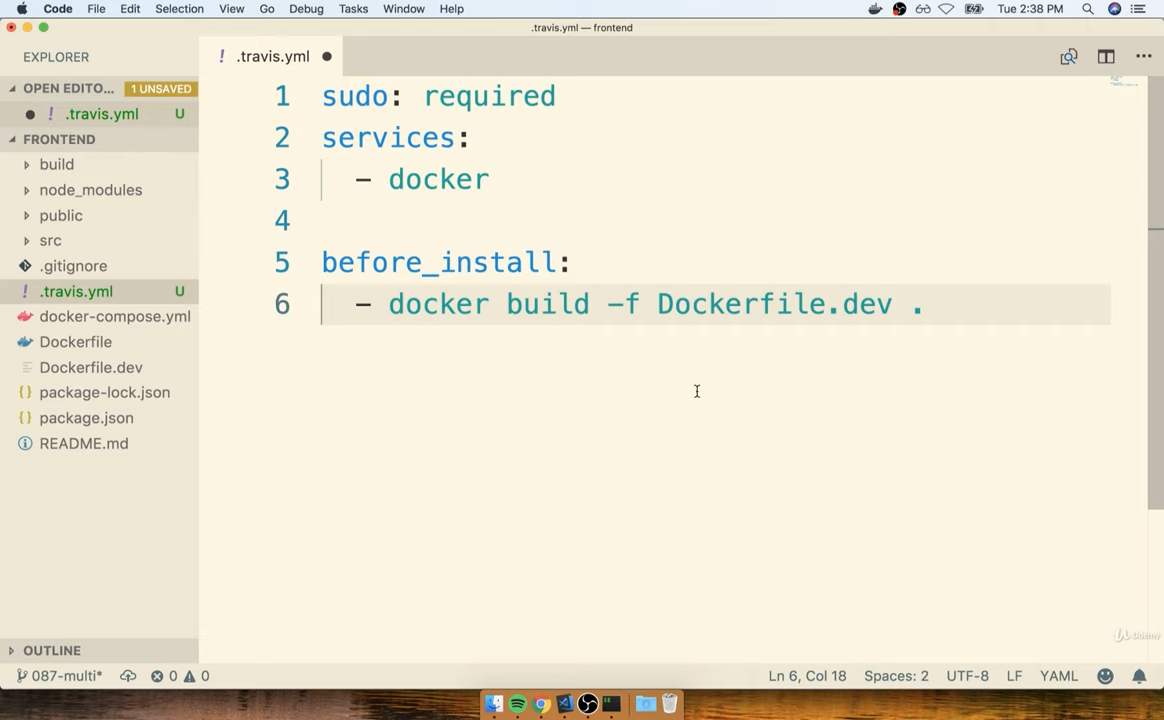 Code File Edit Selection View Go Debug Tasks Window Help Tue 2:38 PM
.travis.yml — frontend
EXPLORER
! .travis.yml
OPEN EDITO... 1 UNSAVED
! .travis.yml U
FRONTEND
build
node_modules
public
src
.gitignore
! .travis.yml U
docker-compose.yml
Dockerfile
Dockerfile.dev
{} package-lock.json
{} package.json
README.md
1 sudo: required
2 services:
3 - docker
4
5 before_install:
6 - docker build -f Dockerfile.dev .
Udemy
OUTLINE
087-multi* 0 0 Ln 6, Col 18 Spaces: 2 UTF-8 LF YAML